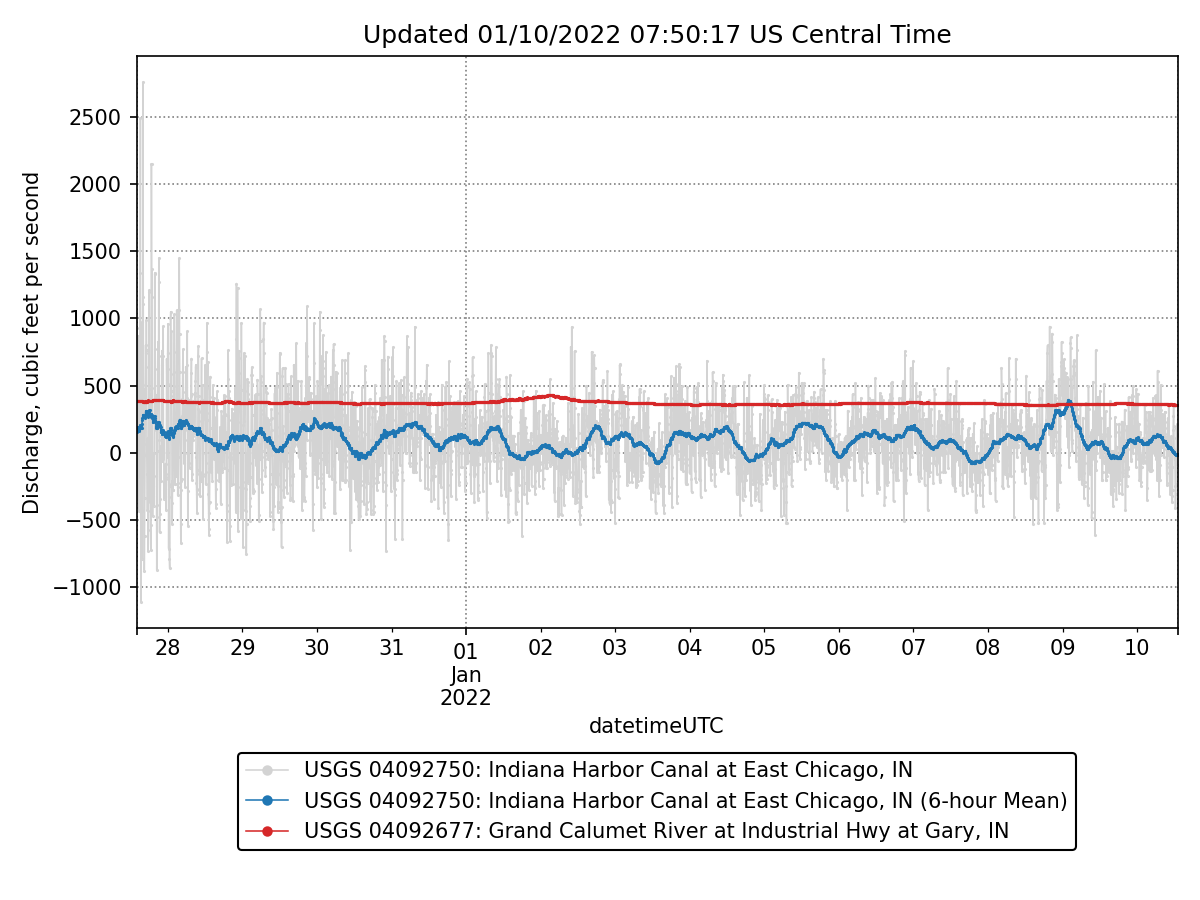 Updated 01/10/2022 07:50:17 US Central Time
Discharge, cubic feet per second
2500
2000
1500
1000
500
0
−500
−1000
28 29 30 31 01 02 03 04 05 06 07 08 09 10
Jan
2022
datetimeUTC
USGS 04092750: Indiana Harbor Canal at East Chicago, IN
USGS 04092750: Indiana Harbor Canal at East Chicago, IN (6-hour Mean)
USGS 04092677: Grand Calumet River at Industrial Hwy at Gary, IN